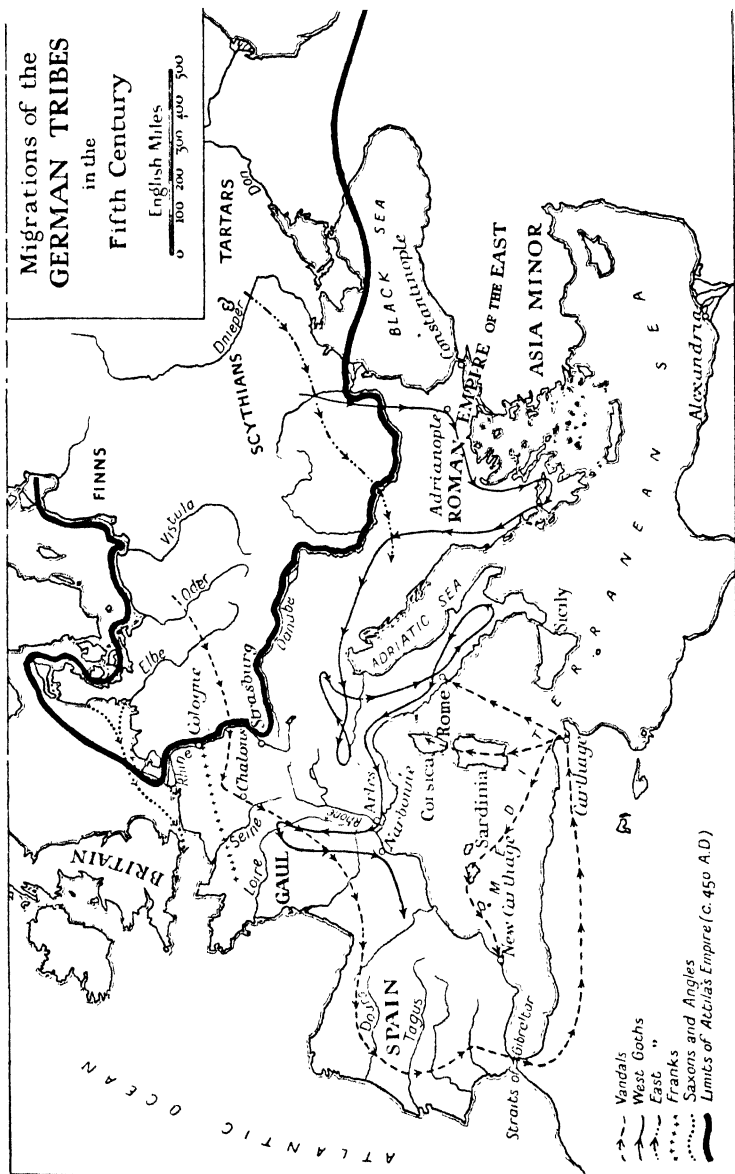 Migrations of the
GERMAN TRIBES
in the
Fifth Century
English Miles
0 100 200 300 400 500
TARTARS
Don
Dnieper
SCYTHIANS
FINNS
Vistula
Oder
Elbe
BLACK SEA
Constantinople
EMPIRE OF THE EAST
ROMAN
Adrianople
ASIA MINOR
Alexandria
Danube
Strasburg
Cologne
Rhine
Chalons
ADRIATIC SEA
Rome
Sicily
Corsica
Sardinia
Carthage
MEDITERRANEAN SEA
BRITAIN
Seine
Loire
GAUL
Rhone
Arles
Narbonne
New Carthage
SPAIN
Douro
Tagus
Straits of Gibraltar
ATLANTIC OCEAN
Vandals
West Goths
East "
Franks
Saxons and Angles
Limits of Attila's Empire (c. 450 A.D)